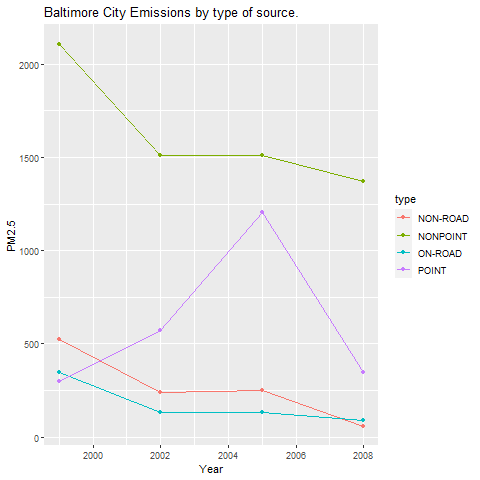 Baltimore City Emissions by type of source.
2000
1500
1000
500
0
PM2.5
2000 2002 2004 2006 2008
Year
type
NON-ROAD
NONPOINT
ON-ROAD
POINT